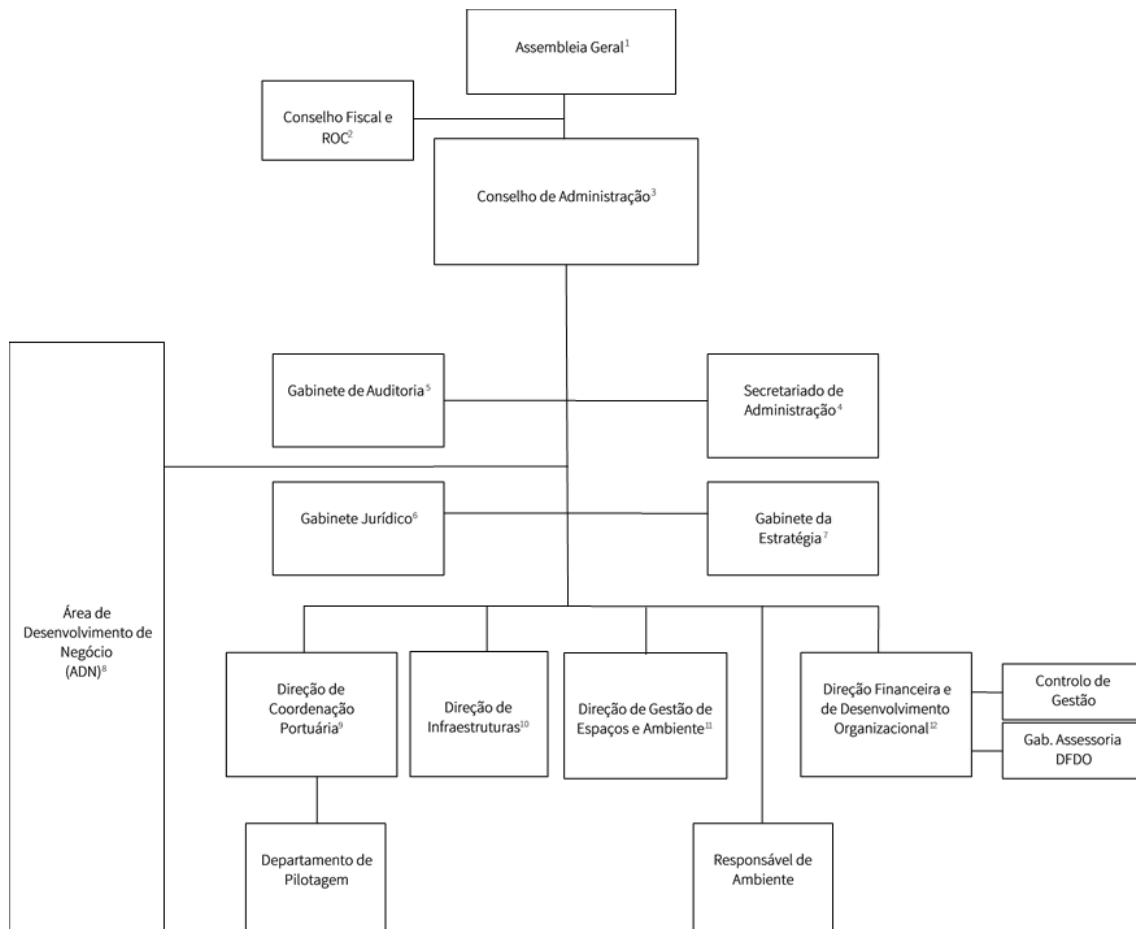 Assembleia Geral¹
Conselho Fiscal e
ROC²
Conselho de Administração³
Gabinete de Auditoria⁵
Secretariado de
Administração⁴
Gabinete Jurídico⁶
Gabinete da
Estratégia⁷
Área de
Desenvolvimento de
Negócio
(ADN)⁸
Direção de
Coordenação
Portuária⁹
Direção de
Infraestruturas¹⁰
Direção de Gestão de
Espaços e Ambiente¹¹
Direção Financeira e
de Desenvolvimento
Organizacional¹²
Controlo de
Gestão
Gab. Assessoria
DFDO
Departamento de
Pilotagem
Responsável de
Ambiente